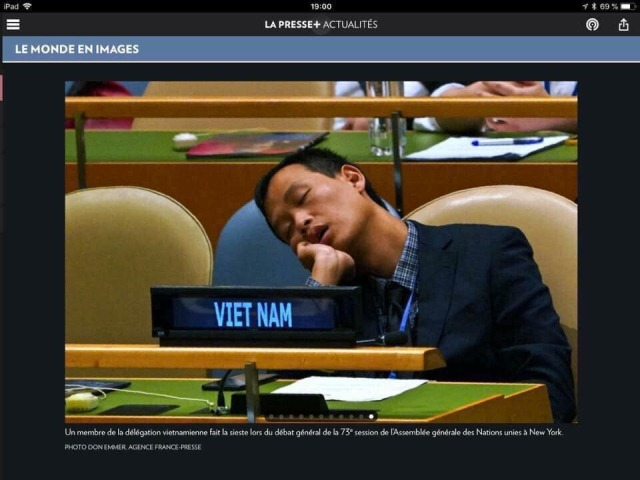 iPad 19:00 69 %
LA PRESSE+ ACTUALITÉS
LE MONDE EN IMAGES
VIET NAM
Un membre de la délégation vietnamienne fait la sieste lors du débat général de la 73e session de l'Assemblée générale des Nations unies à New York.
PHOTO DON EMMER, AGENCE FRANCE-PRESSE